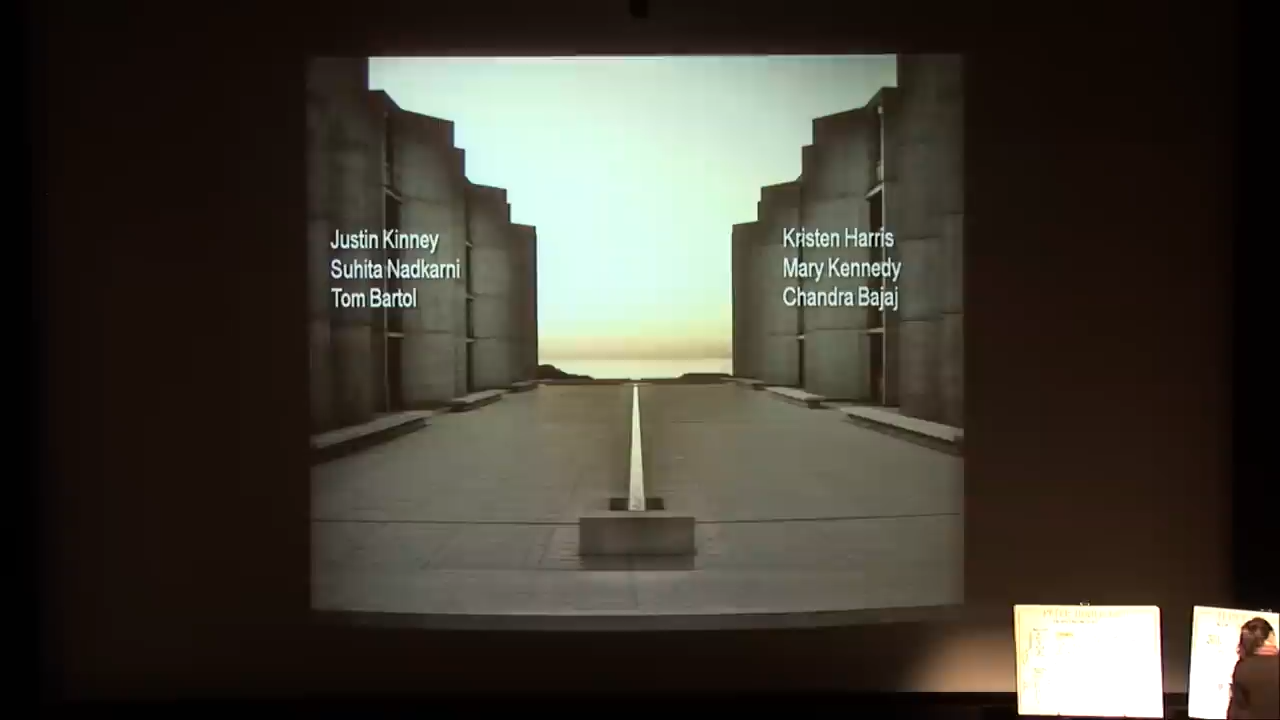 Justin Kinney
Suhita Nadkarni
Tom Bartol
Kristen Harris
Mary Kennedy
Chandra Bajaj